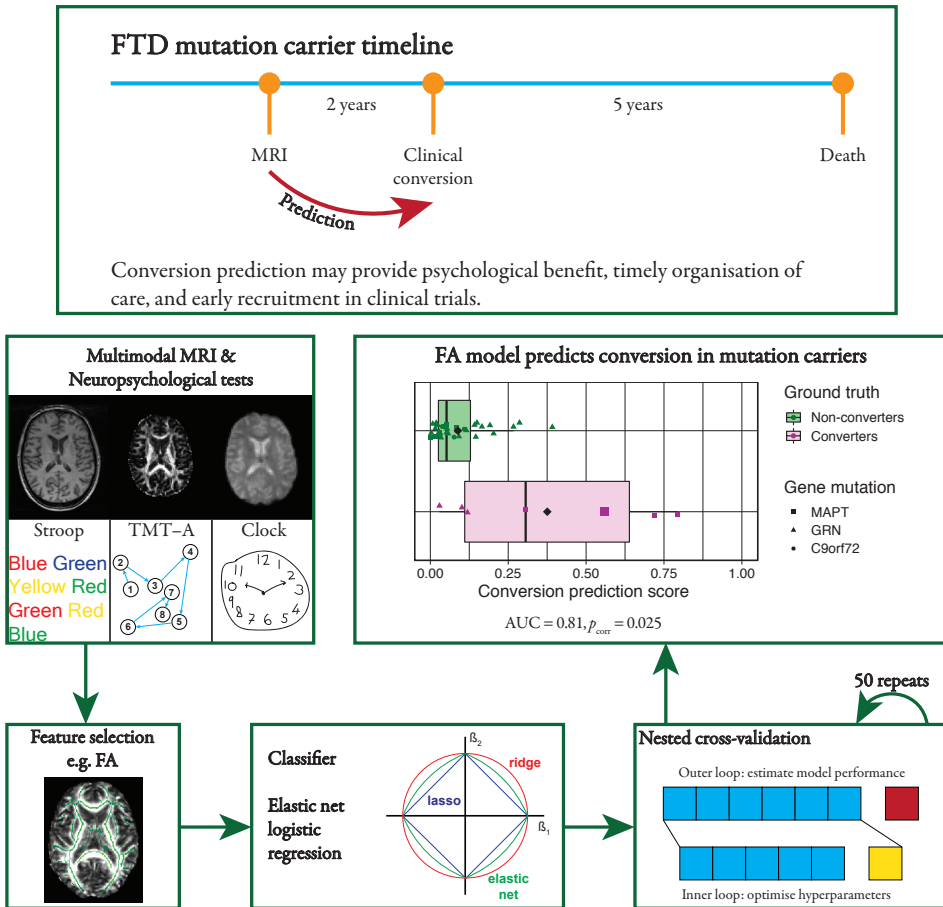 FTD mutation carrier timeline
2 years
5 years
MRI
Clinical
conversion
Death
Prediction
Conversion prediction may provide psychological benefit, timely organisation of
care, and early recruitment in clinical trials.
Multimodal MRI &
Neuropsychological tests
Stroop
TMT–A
Clock
Blue Green
Yellow Red
Green Red
Blue
1
2
3
4
5
6
7
8
12
1
2
3
4
5
6
7
8
9
10
11
FA model predicts conversion in mutation carriers
Ground truth
Non-converters
Converters
Gene mutation
MAPT
GRN
C9orf72
0.00 0.25 0.50 0.75 1.00
Conversion prediction score
AUC = 0.81, p corr = 0.025
Feature selection
e.g. FA
Classifier
Elastic net
logistic
regression
ß2
ß1
ridge
lasso
elastic
net
50 repeats
Nested cross-validation
Outer loop: estimate model performance
Inner loop: optimise hyperparameters